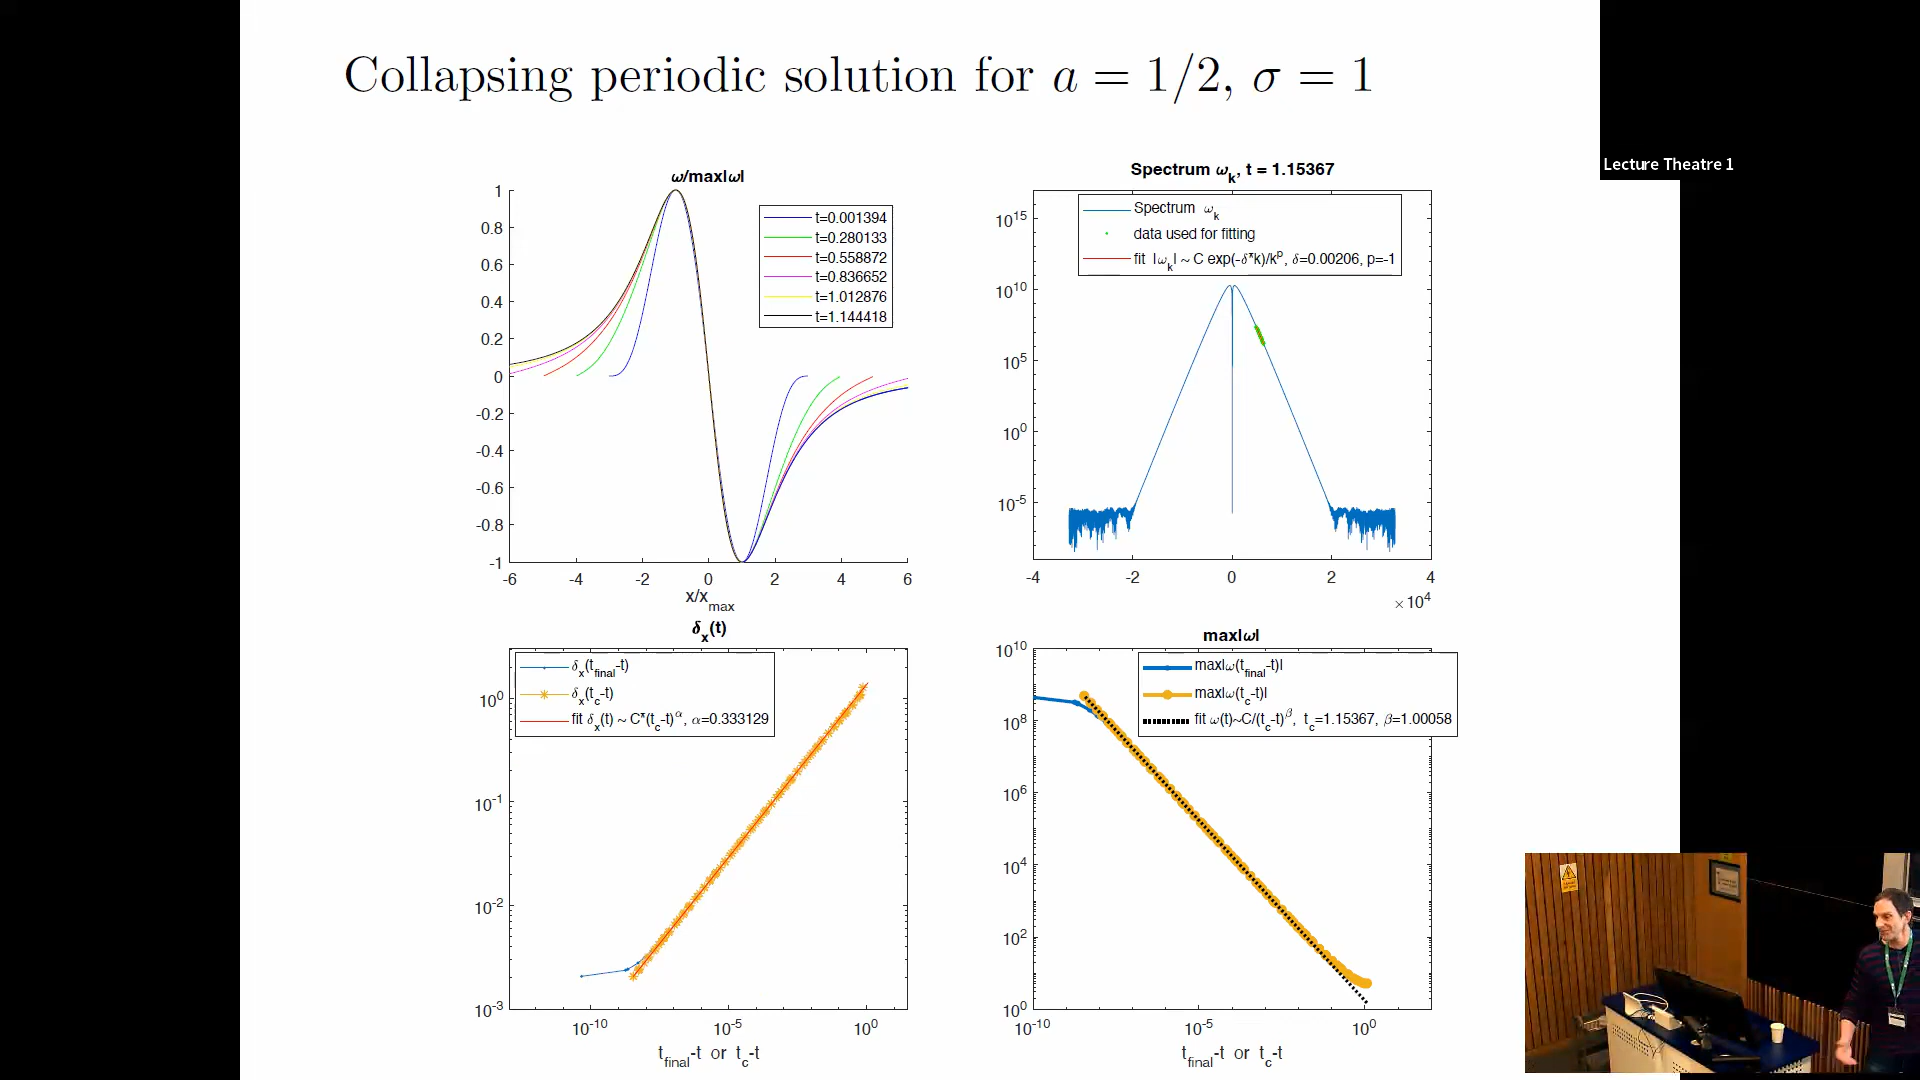 Collapsing periodic solution for a = 1/2, σ = 1
Lecture Theatre 1
ω/max|ω|
1
0.8
0.6
0.4
0.2
0
-0.2
-0.4
-0.6
-0.8
-1
-6 -4 -2 0 2 4 6
x/x_max
t=0.001394
t=0.280133
t=0.558872
t=0.836652
t=1.012876
t=1.144418
Spectrum ω_k, t = 1.15367
Spectrum ω_k
data used for fitting
fit |ω_k| ~ C exp(-δ*k)/k^p, δ=0.00206, p=-1
10^15
10^10
10^5
10^0
10^-5
-4 -2 0 2 4
×10^4
δ_x(t)
δ_x(t_final-t)
δ_x(t_c-t)
fit δ_x(t) ~ C*(t_c-t)^α, α=0.333129
10^0
10^-1
10^-2
10^-3
10^-10 10^-5 10^0
t_final-t or t_c-t
max|ω|
max|ω(t_final-t)|
max|ω(t_c-t)|
fit ω(t)~C/(t_c-t)^β, t_c=1.15367, β=1.00058
10^10
10^8
10^6
10^4
10^2
10^0
10^-10 10^-5 10^0
t_final-t or t_c-t